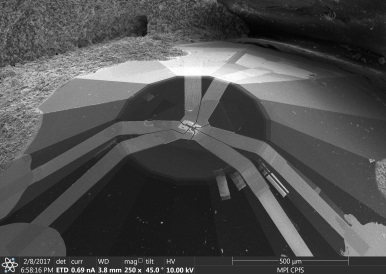 2/8/2017 det curr WD mag□ tilt HV 500 µm
6:58:16 PM ETD 0.69 nA 3.8 mm 250 x 45.0° 10.00 kV MPI CPfS